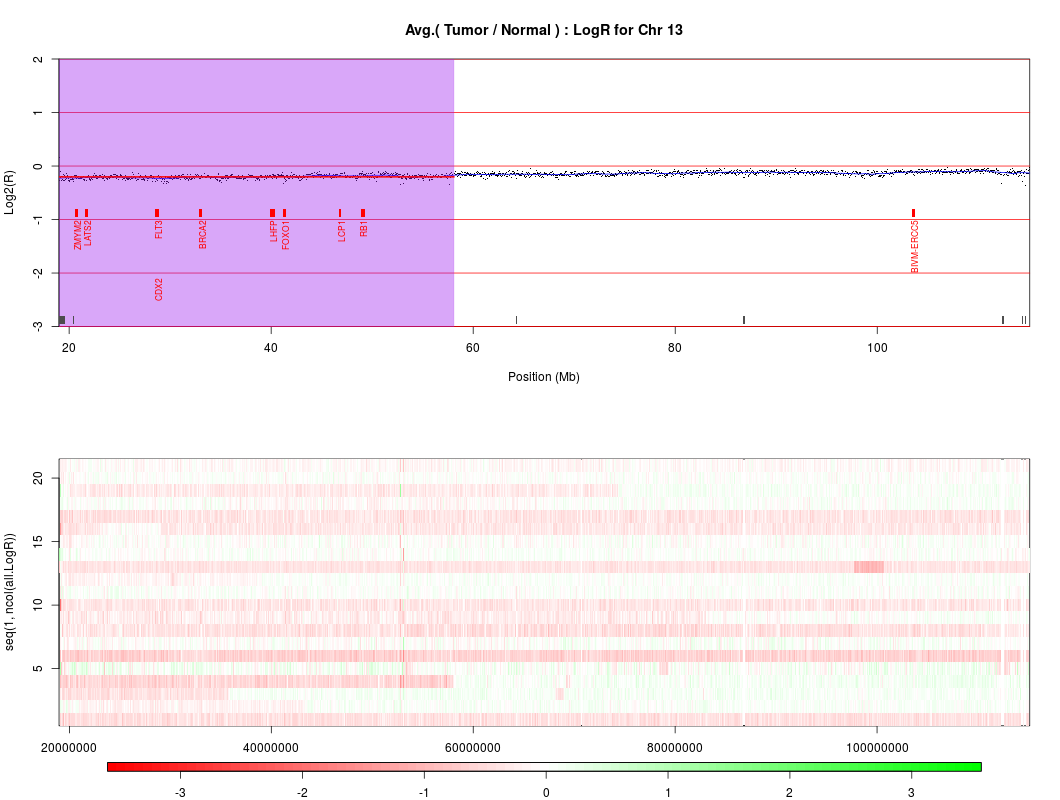 Avg.( Tumor / Normal ) : LogR for Chr 13
Log2(R)
2
1
0
-1
-2
-3
ZMYM2
LATS2
FLT3
CDX2
BRCA2
LHFP
FOXO1
LCP1
RB1
BIVM-ERCC5
20 40 60 80 100
Position (Mb)
seq(1, ncol(all.LogR))
20
15
10
5
20000000 40000000 60000000 80000000 100000000
-3 -2 -1 0 1 2 3